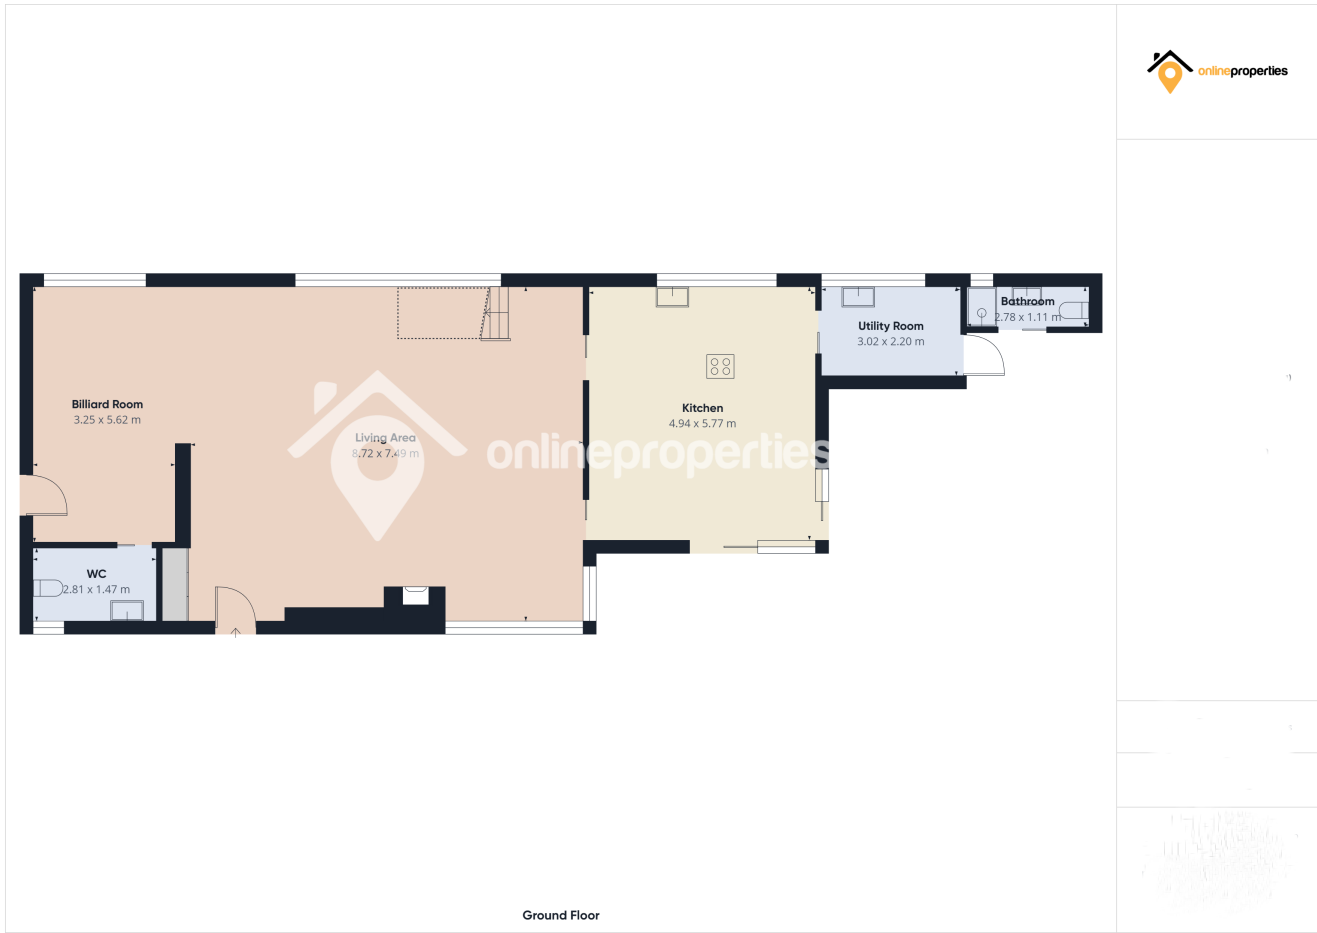 onlineproperties
Bathroom
2.78 x 1.11 m
Utility Room
3.02 x 2.20 m
Billiard Room
3.25 x 5.62 m
Kitchen
4.94 x 5.77 m
Living Area
8.72 x 7.49 m
onlineproperties
WC
2.81 x 1.47 m
Ground Floor